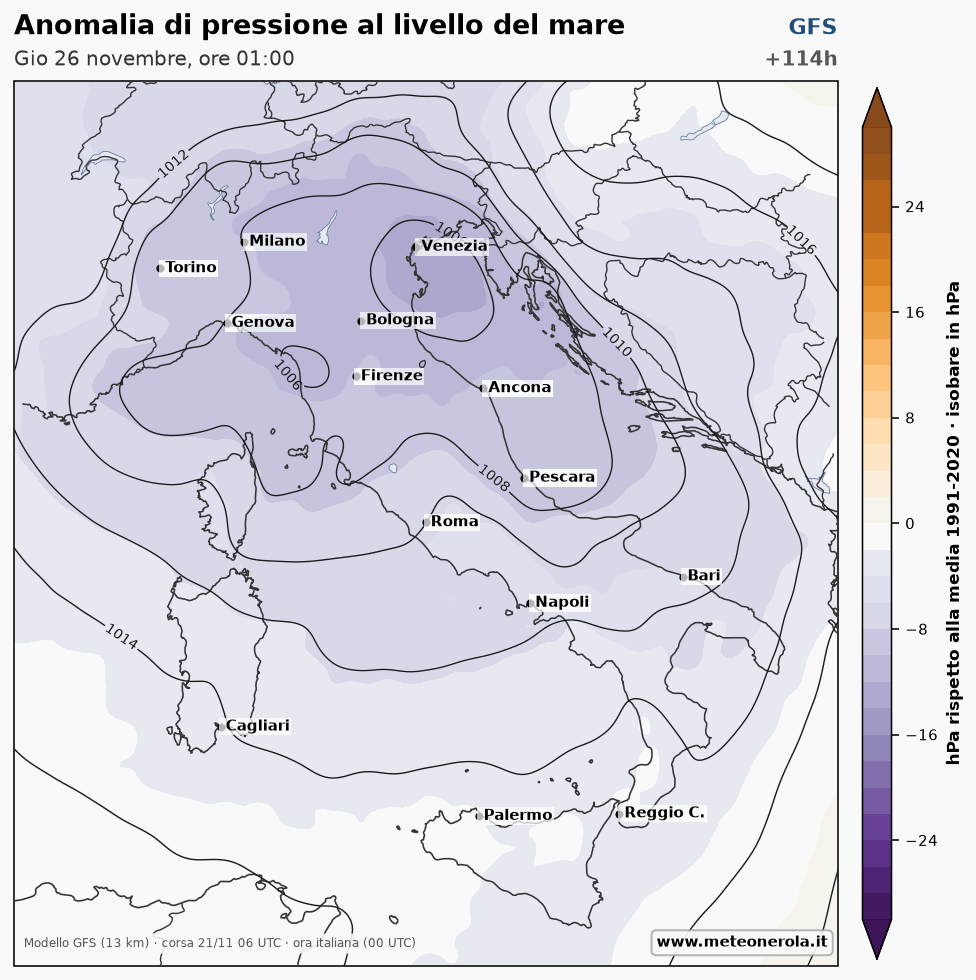 Anomalia di pressione al livello del mare
GFS
Gio 26 novembre, ore 01:00
+114h
1012
1016
Milano
Venezia
Torino
Genova
Bologna
1010
1006
Firenze
Ancona
1008
Pescara
Roma
Bari
Napoli
1014
Cagliari
Palermo
Reggio C.
24
16
8
0
−8
−16
−24
hPa rispetto alla media 1991-2020 · isobare in hPa
Modello GFS (13 km) · corsa 21/11 06 UTC · ora italiana (00 UTC)
www.meteonerola.it